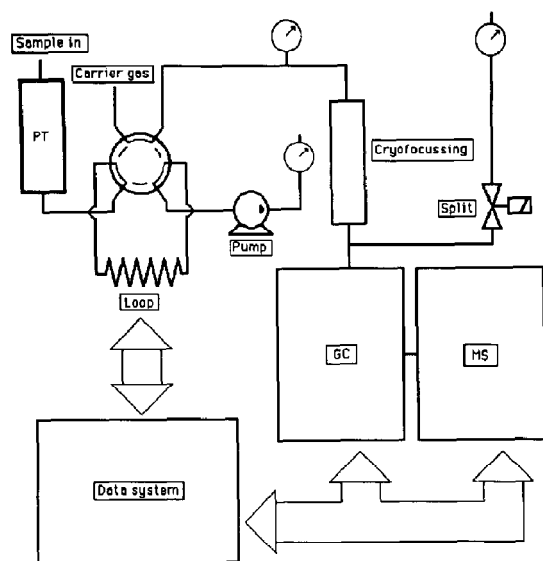 Sample in
Carrier gas
PT
Cryofocussing
Split
Pump
Loop
GC
MS
Data system